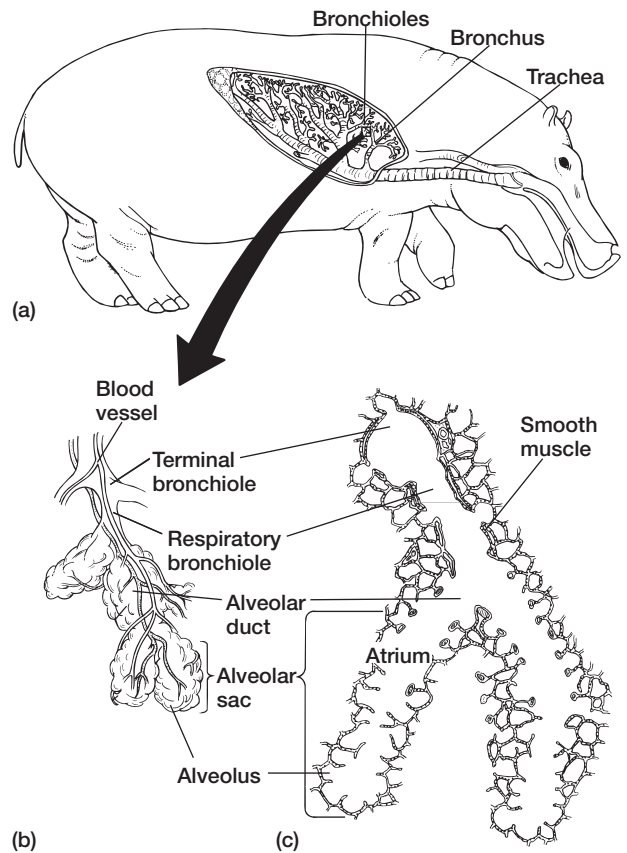 Bronchioles
Bronchus
Trachea
(a)
Blood
vessel
Smooth
muscle
Terminal
bronchiole
Respiratory
bronchiole
Alveolar
duct
Atrium
Alveolar
sac
Alveolus
(b)
(c)